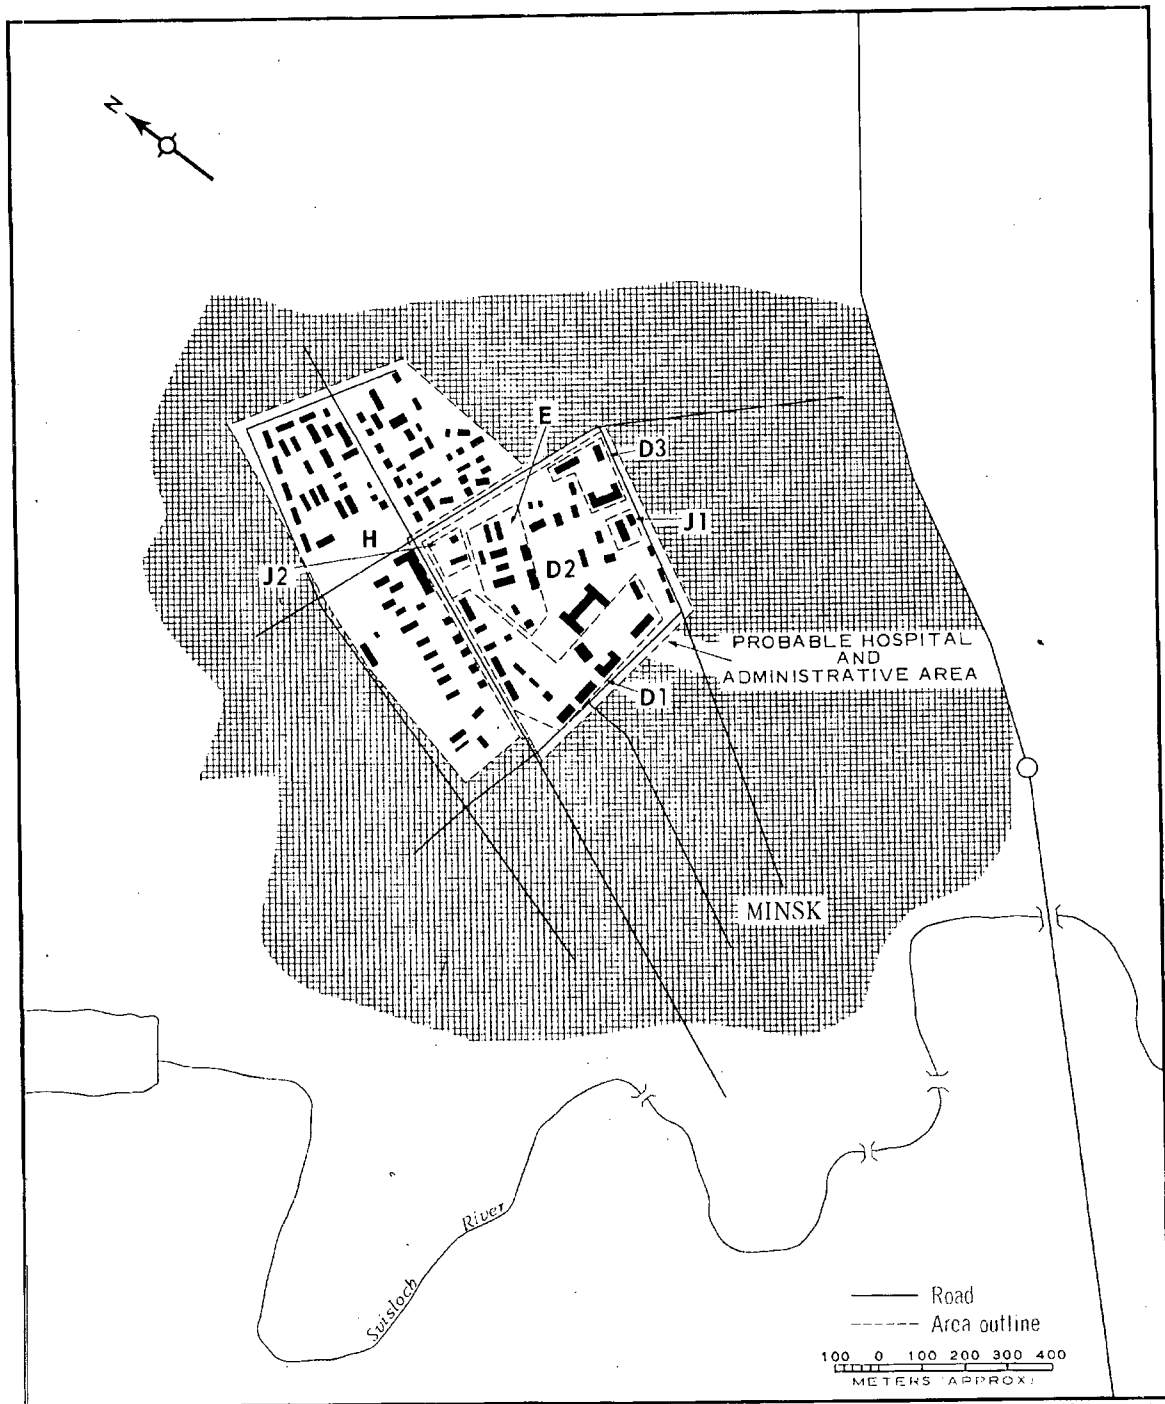 N
E
D3
J1
H
J2
D2
PROBABLE HOSPITAL
AND
ADMINISTRATIVE AREA
D1
MINSK
River
Svisloch
Road
Area outline
100 0 100 200 300 400
METERS (APPROX)